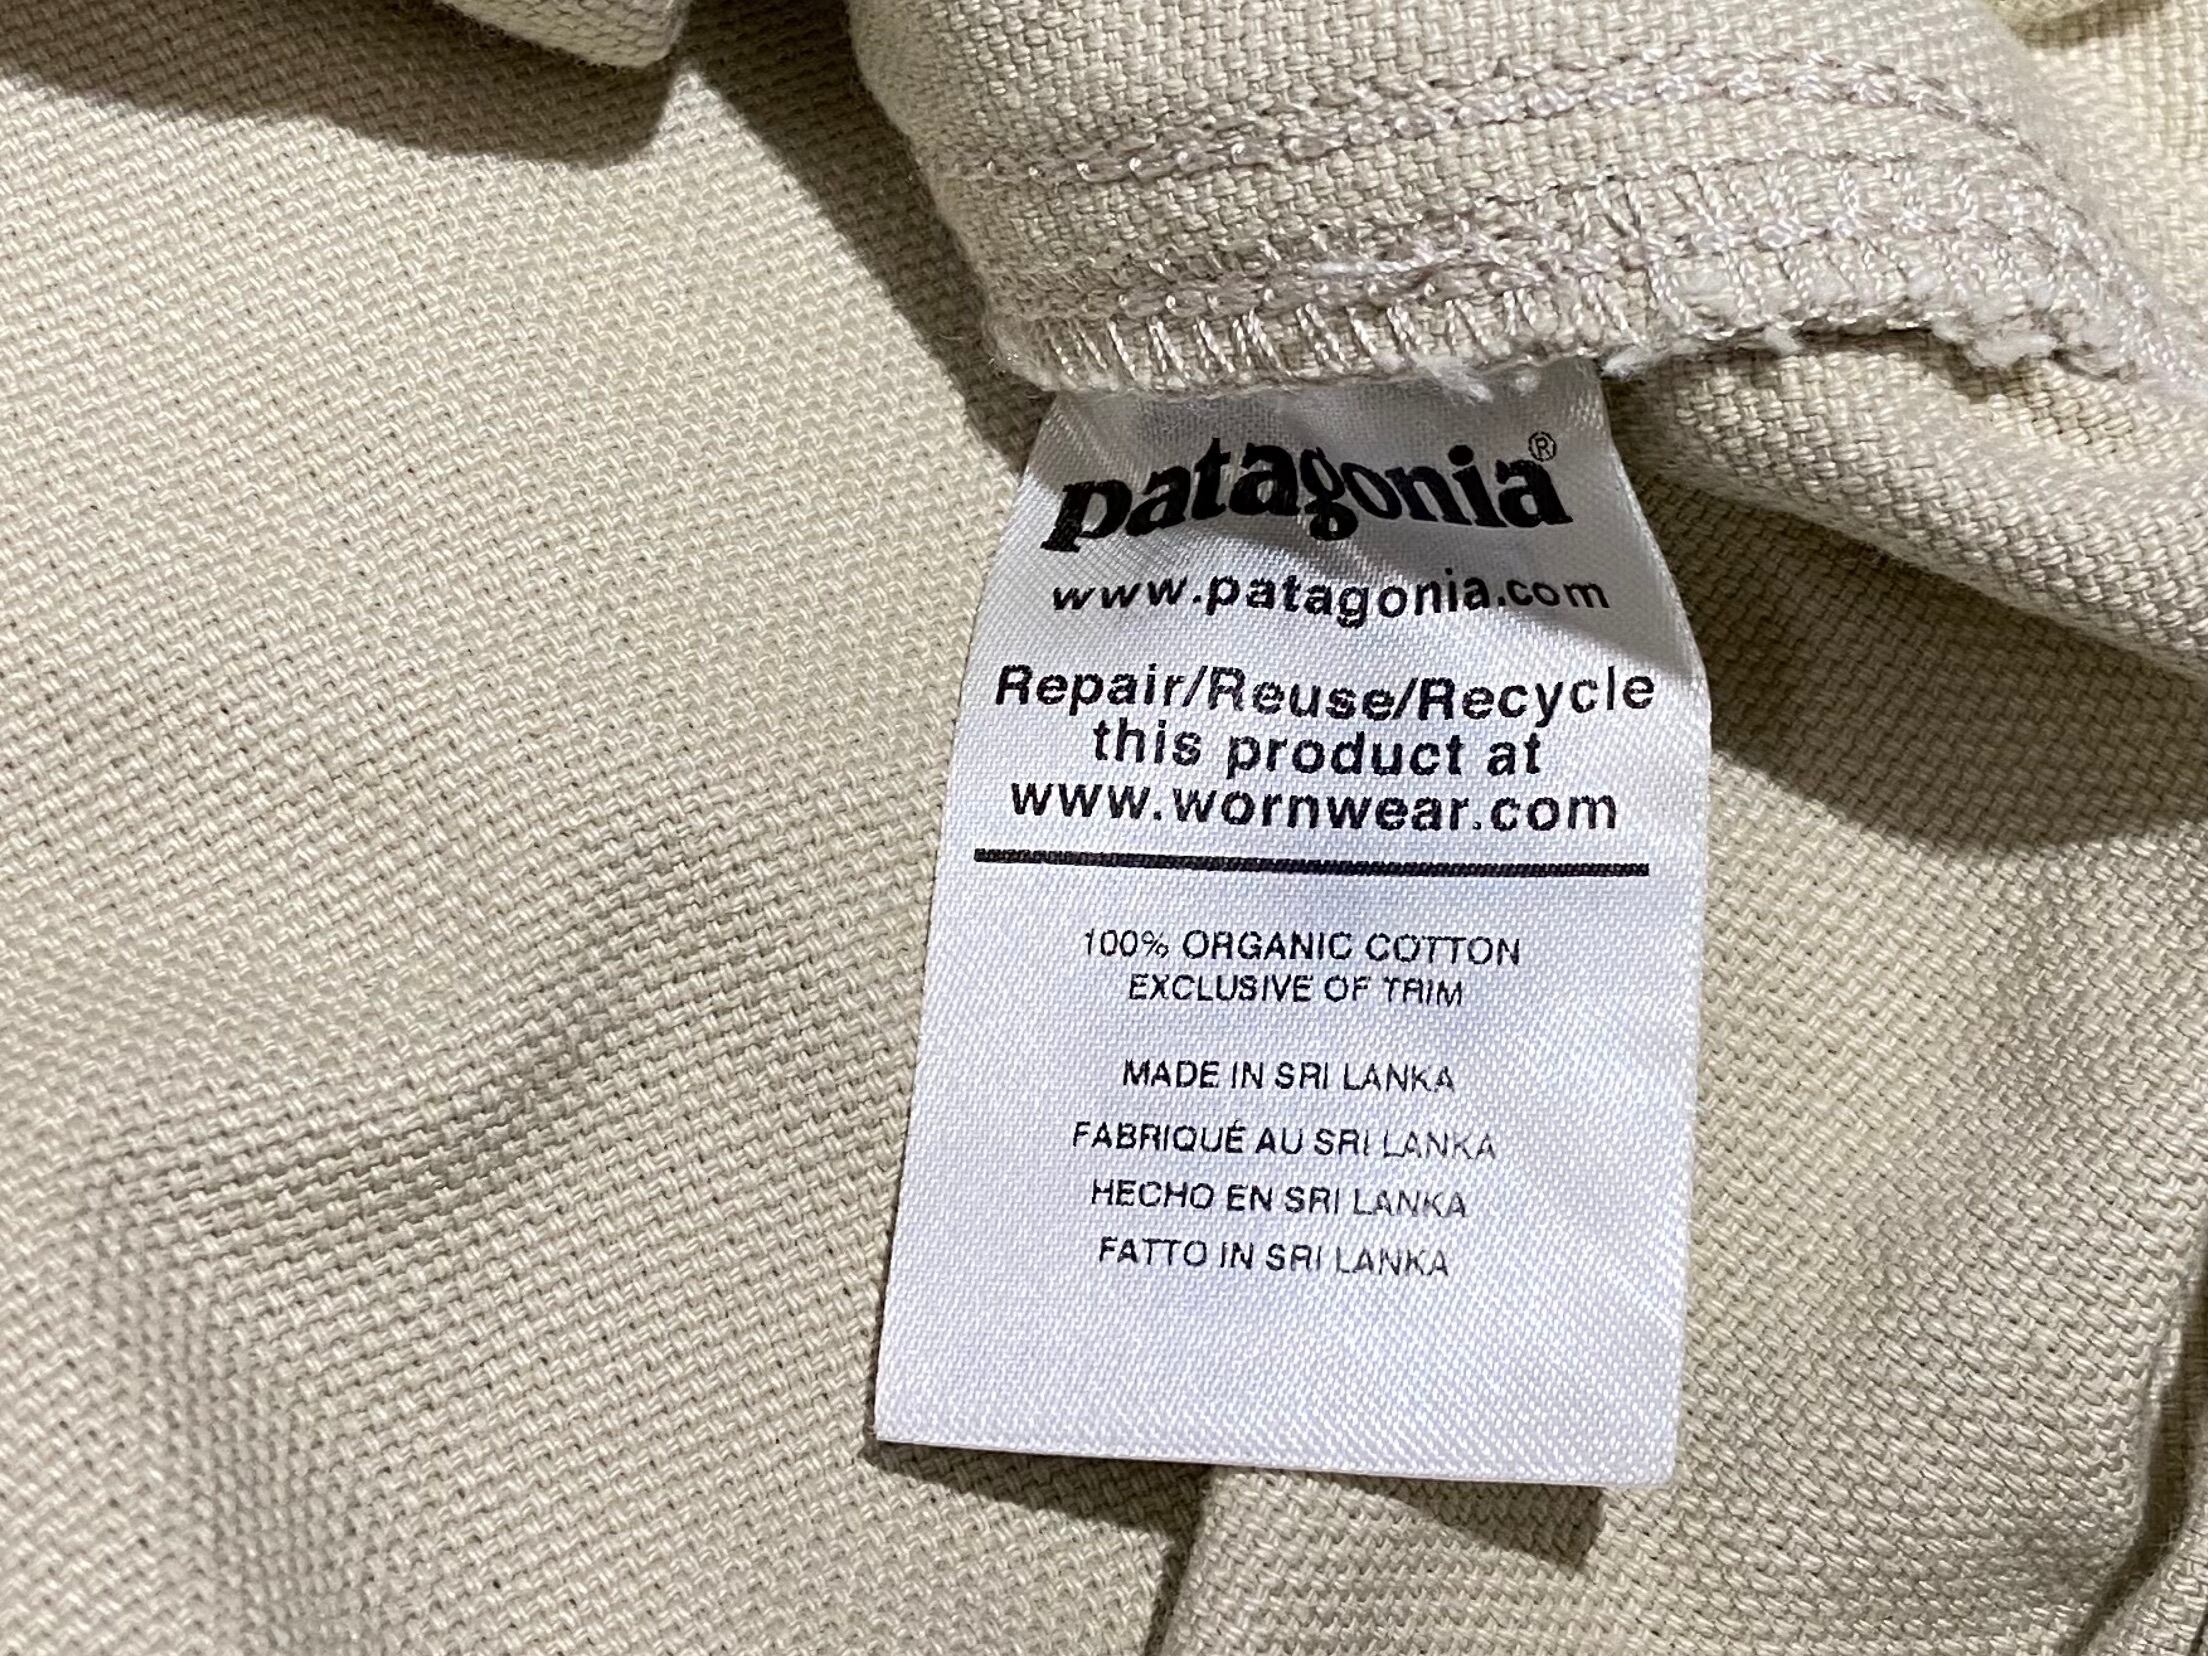 patagonia®
www.patagonia.com
Repair/Reuse/Recycle
this product at
www.wornwear.com
100% ORGANIC COTTON
EXCLUSIVE OF TRIM
MADE IN SRI LANKA
FABRIQUÉ AU SRI LANKA
HECHO EN SRI LANKA
FATTO IN SRI LANKA